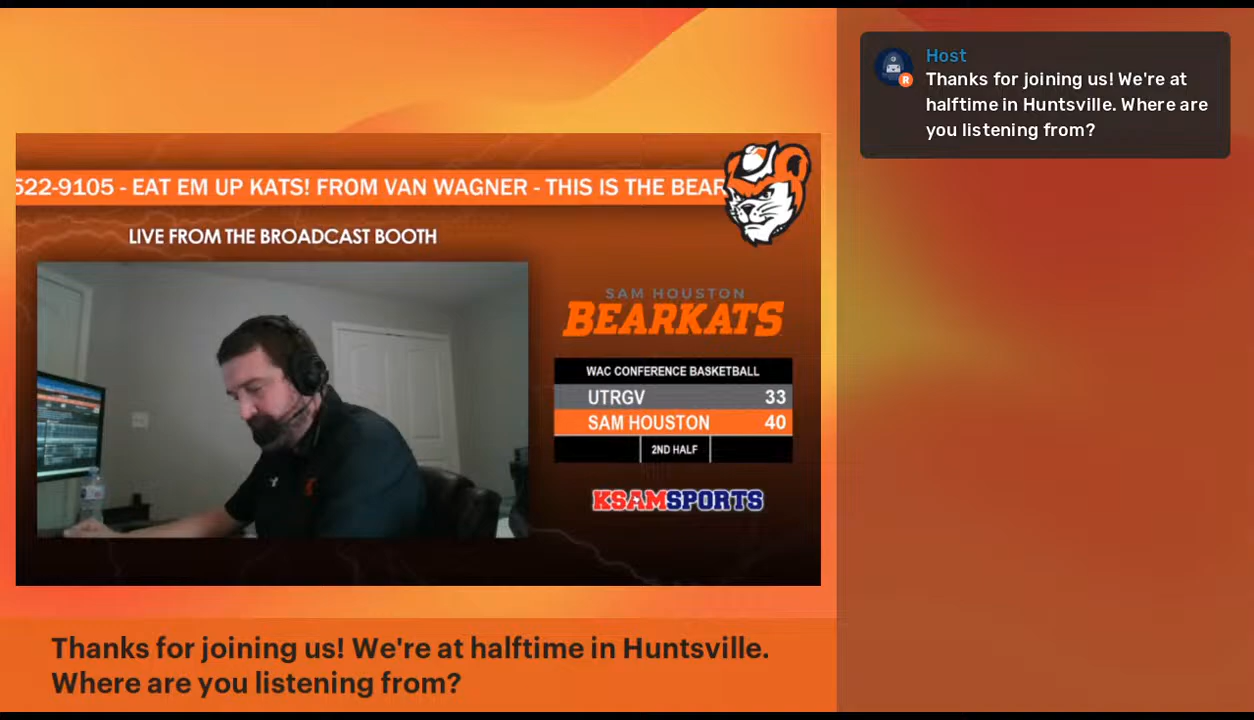 522-9105 - EAT EM UP KATS! FROM VAN WAGNER - THIS IS THE BEAR
LIVE FROM THE BROADCAST BOOTH
SAM HOUSTON
BEARKATS
WAC CONFERENCE BASKETBALL
UTRGV 33
SAM HOUSTON 40
2ND HALF
KSAMSPORTS
Thanks for joining us! We're at halftime in Huntsville.
Where are you listening from?
Host
R
Thanks for joining us! We're at
halftime in Huntsville. Where are
you listening from?